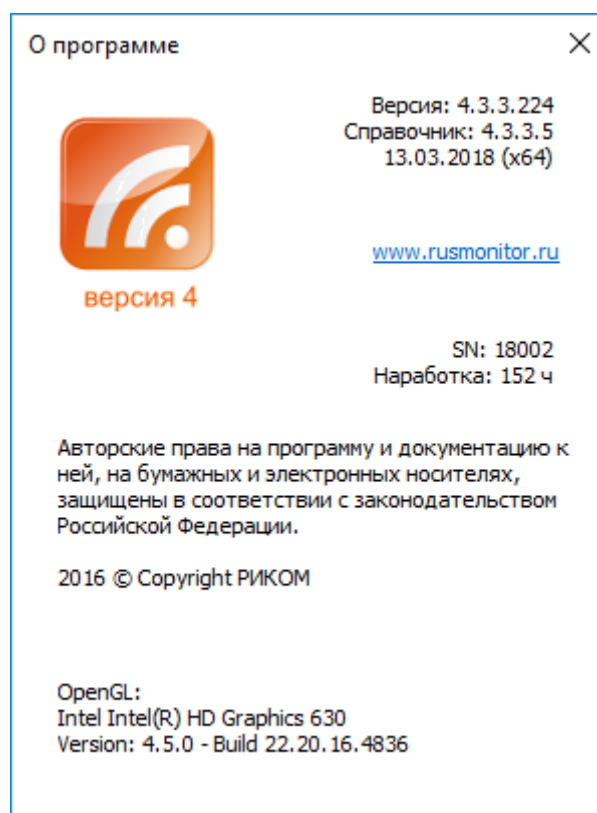 О программе
Версия: 4.3.3.224
Справочник: 4.3.3.5
13.03.2018 (x64)
www.rusmonitor.ru
версия 4
SN: 18002
Наработка: 152 ч
Авторские права на программу и документацию к
ней, на бумажных и электронных носителях,
защищены в соответствии с законодательством
Российской Федерации.
2016 © Copyright РИКОМ
OpenGL:
Intel Intel(R) HD Graphics 630
Version: 4.5.0 - Build 22.20.16.4836